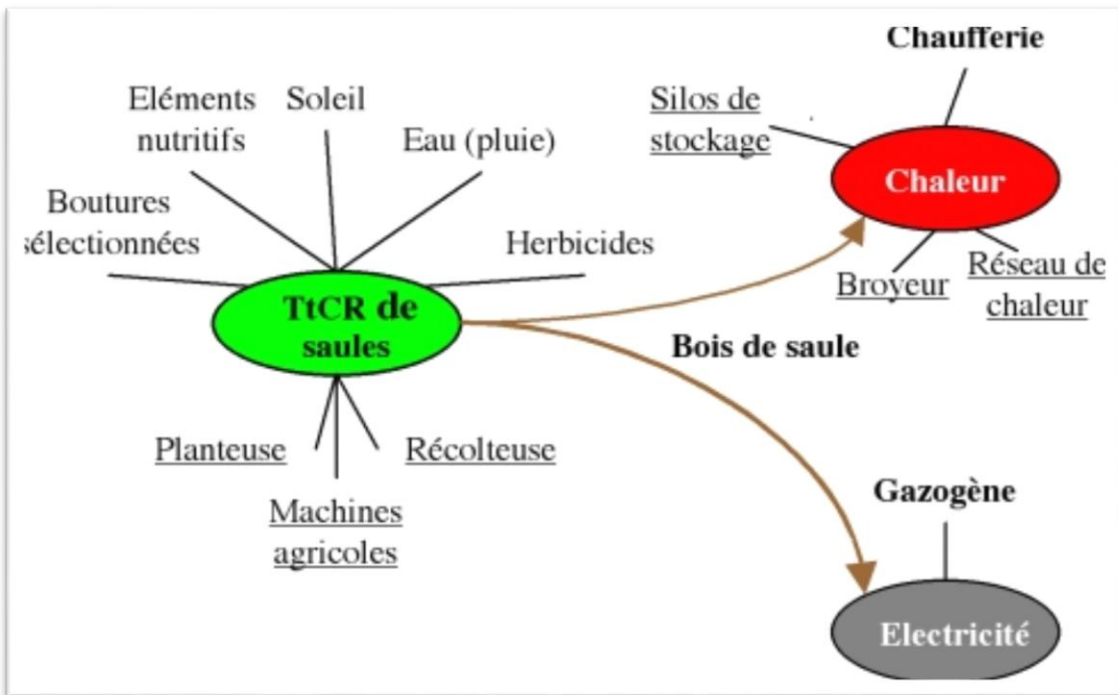 Chaufferie
Eléments
nutritifs
Soleil
Eau (pluie)
Silos de
stockage
Chaleur
Boutures
sélectionnées
Herbicides
Broyeur
Réseau de
chaleur
TtCR de
saules
Bois de saule
Planteuse
Récolteuse
Machines
agricoles
Gazogène
Electricité